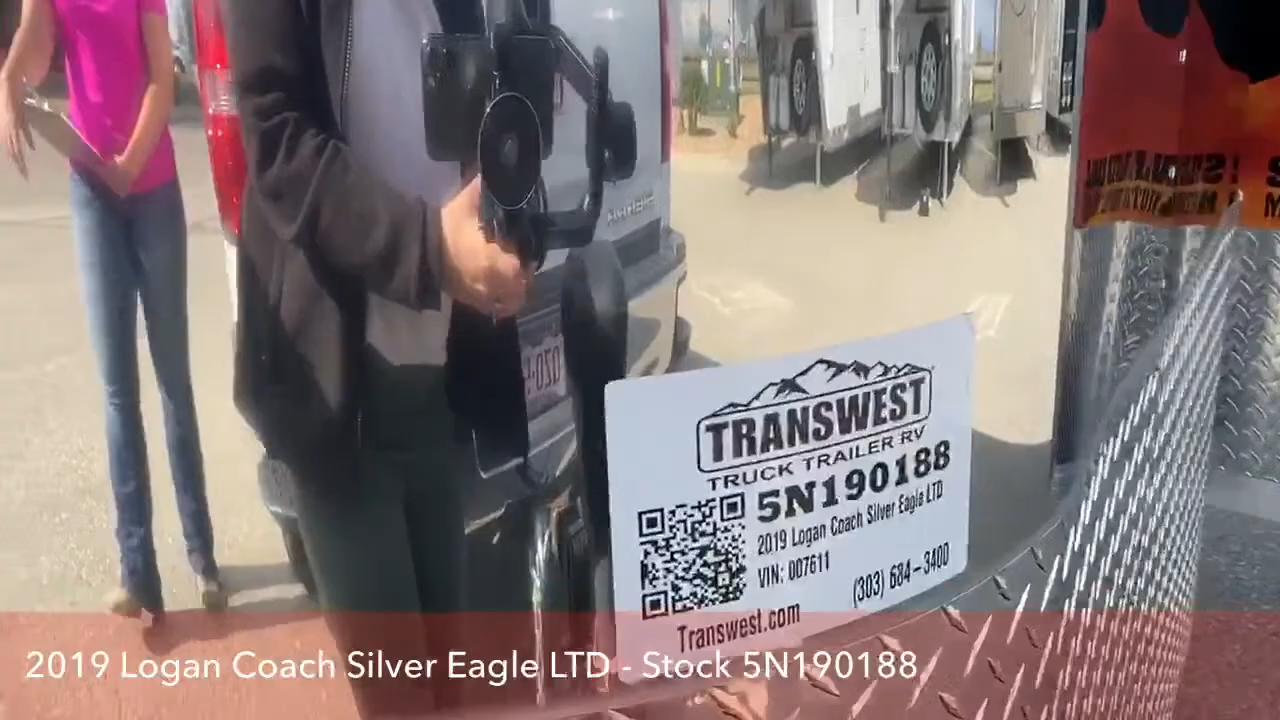 TRANSWEST
TRUCK TRAILER RV
5N190188
2019 Logan Coach Silver Eagle LTD
VIN: 007611
(303) 684-3400
Transwest.com
2019 Logan Coach Silver Eagle LTD - Stock 5N190188